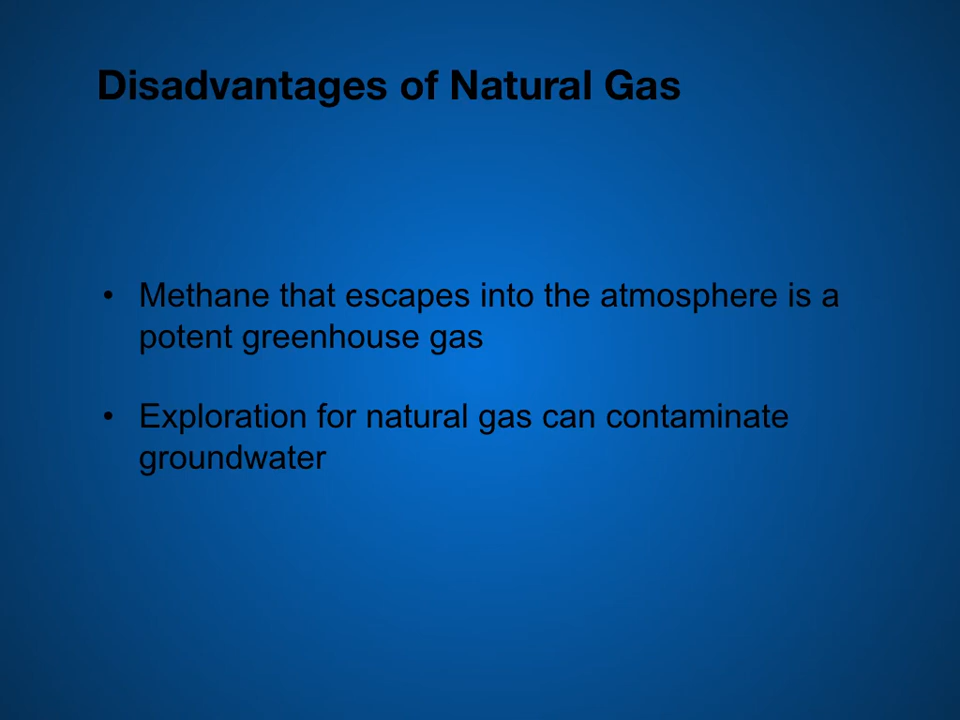 Disadvantages of Natural Gas
• Methane that escapes into the atmosphere is a
potent greenhouse gas
• Exploration for natural gas can contaminate
groundwater